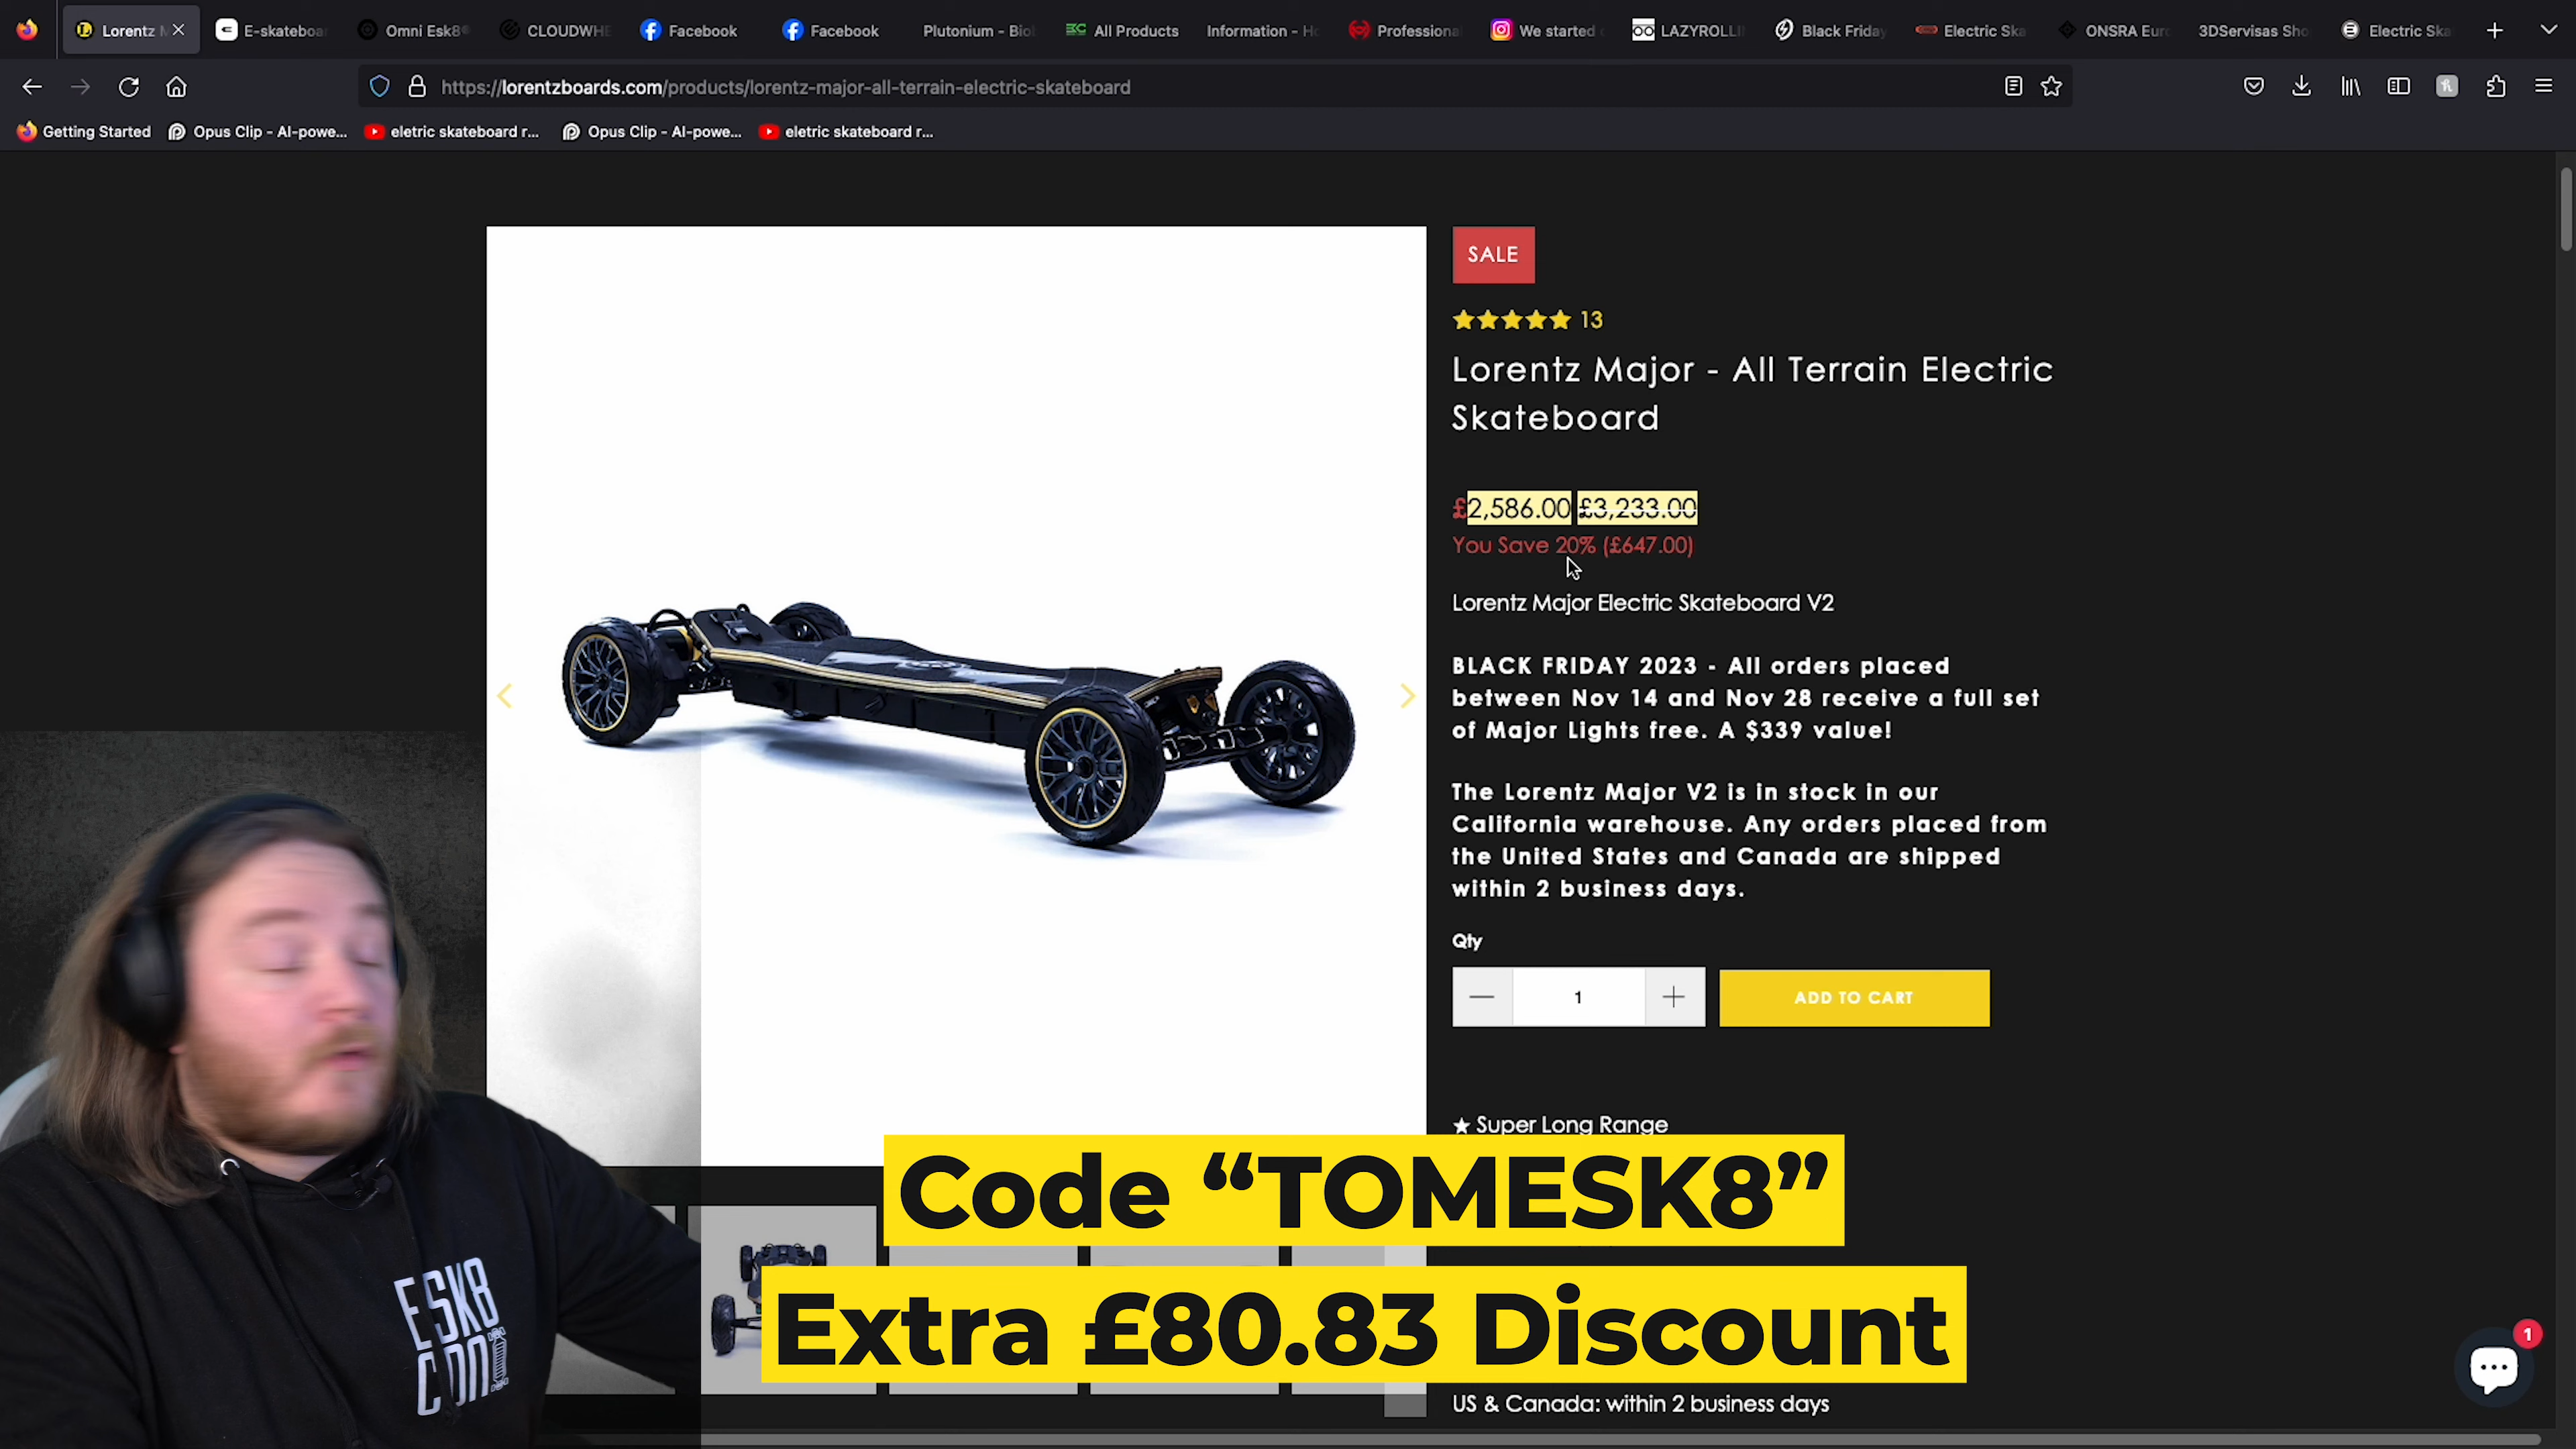 Lorentz M
E-skateboa
Omni Esk8®
CLOUDWHE
Facebook
Facebook
Plutonium - Bio
All Products
Information - Ho
Professional
We started
LAZYROLLI
Black Friday
Electric Ska
ONSRA Euro
3DServisas Sho
Electric Ska
https://lorentzboards.com/products/lorentz-major-all-terrain-electric-skateboard
Getting Started
Opus Clip - AI-powe...
eletric skateboard r...
Opus Clip - AI-powe...
eletric skateboard r...
SALE
13
Lorentz Major - All Terrain Electric
Skateboard
£2,586.00 £3,233.00
You Save 20% (£647.00)
Lorentz Major Electric Skateboard V2
BLACK FRIDAY 2023 - All orders placed
between Nov 14 and Nov 28 receive a full set
of Major Lights free. A $339 value!
The Lorentz Major V2 is in stock in our
California warehouse. Any orders placed from
the United States and Canada are shipped
within 2 business days.
Qty
1
ADD TO CART
★ Super Long Range
Code “TOMESK8”
Extra £80.83 Discount
ESK8
CON
US & Canada: within 2 business days
1